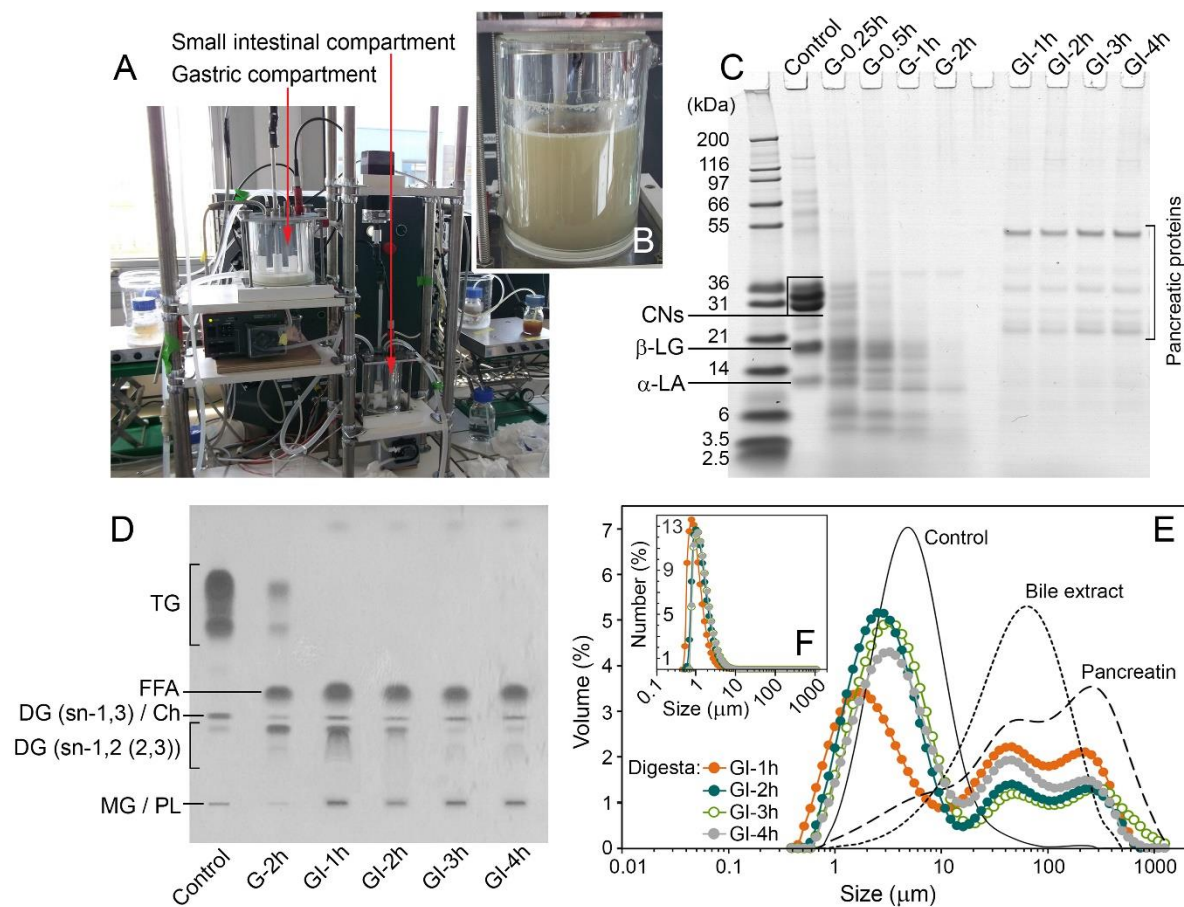 Small intestinal compartment
Gastric compartment
A
B
C
Control
G-0.25h
G-0.5h
G-1h
G-2h
GI-1h
GI-2h
GI-3h
GI-4h
(kDa)
200
116
97
66
55
36
31
21
14
6
3.5
2.5
CNs
β-LG
α-LA
Pancreatic proteins
D
TG
FFA
DG (sn-1,3) / Ch
DG (sn-1,2 (2,3))
MG / PL
Control
G-2h
GI-1h
GI-2h
GI-3h
GI-4h
E
Volume (%)
7
6
5
4
3
2
1
0
0.01
0.1
1
10
100
1000
Size (μm)
Control
Bile extract
Pancreatin
Digesta:
GI-1h
GI-2h
GI-3h
GI-4h
F
Number (%)
13
9
6
3
1
0.1
1
10
100
1000
Size (μm)